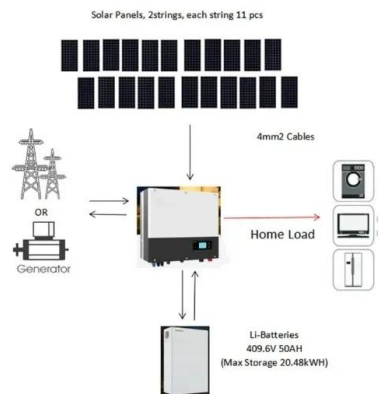 Solar Panels, 2strings, each string 11 pcs
4mm2 Cables
OR
Generator
Home Load
Li-Batteries
409.6V 50AH
(Max Storage 20.48kWH)